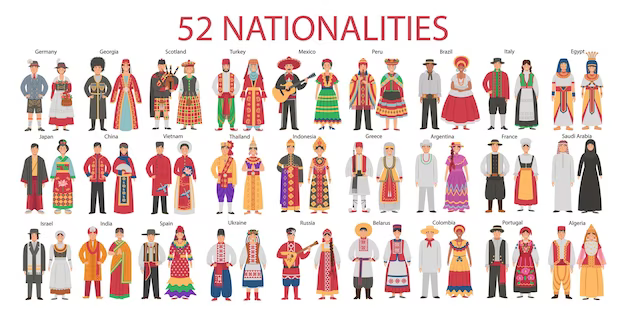 52 NATIONALITIES
Germany Georgia Scotland Turkey Mexico Peru Brazil Italy Egypt
Japan China Vietnam Thailand Indonesia Greece Argentina France Saudi Arabia
Israel India Spain Ukraine Russia Belarus Colombia Portugal Algeria